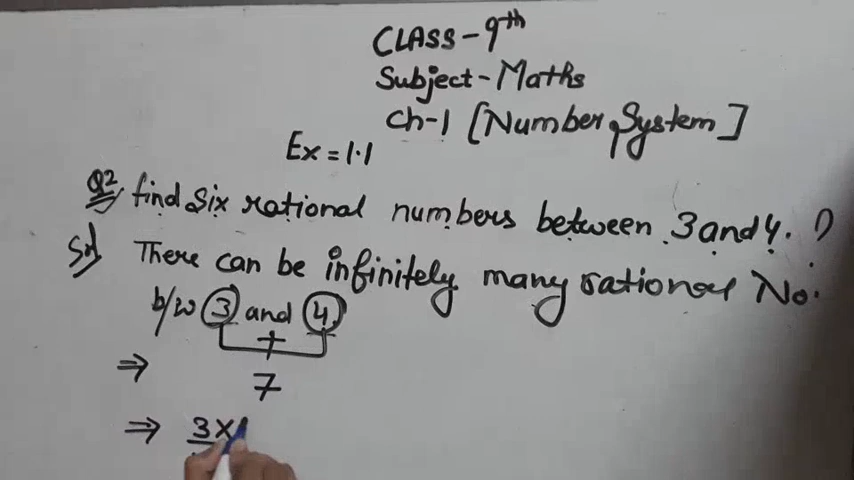 CLASS - 9th
Subject - Maths
Ch-1 [Number System]
Ex = 1.1
Q2 find Six rational numbers between 3 and 4. ?
Sol There can be infinitely many rational No.
b/w 3 and 4
+
⇒ 7
⇒ 3×